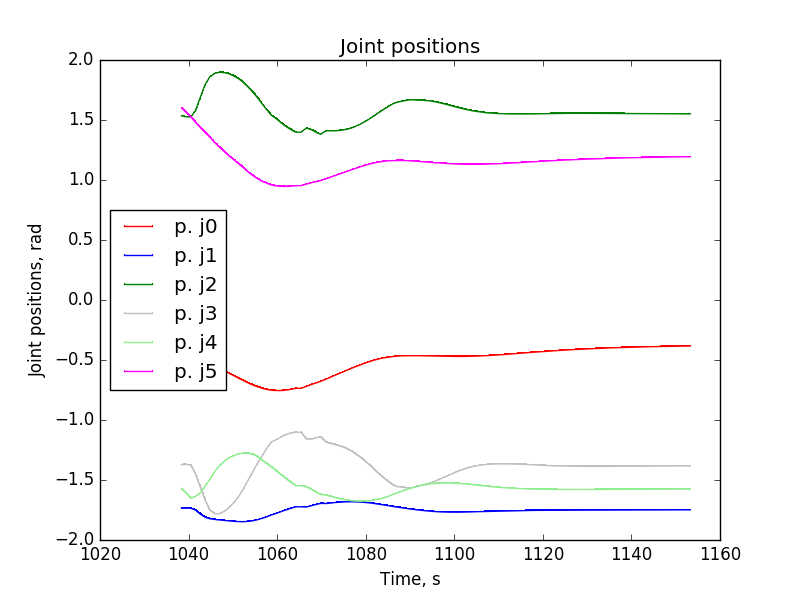 Joint positions
2.0
1.5
1.0
0.5
0.0
−0.5
−1.0
−1.5
−2.0
Joint positions, rad
p. j0
p. j1
p. j2
p. j3
p. j4
p. j5
1020 1040 1060 1080 1100 1120 1140 1160
Time, s